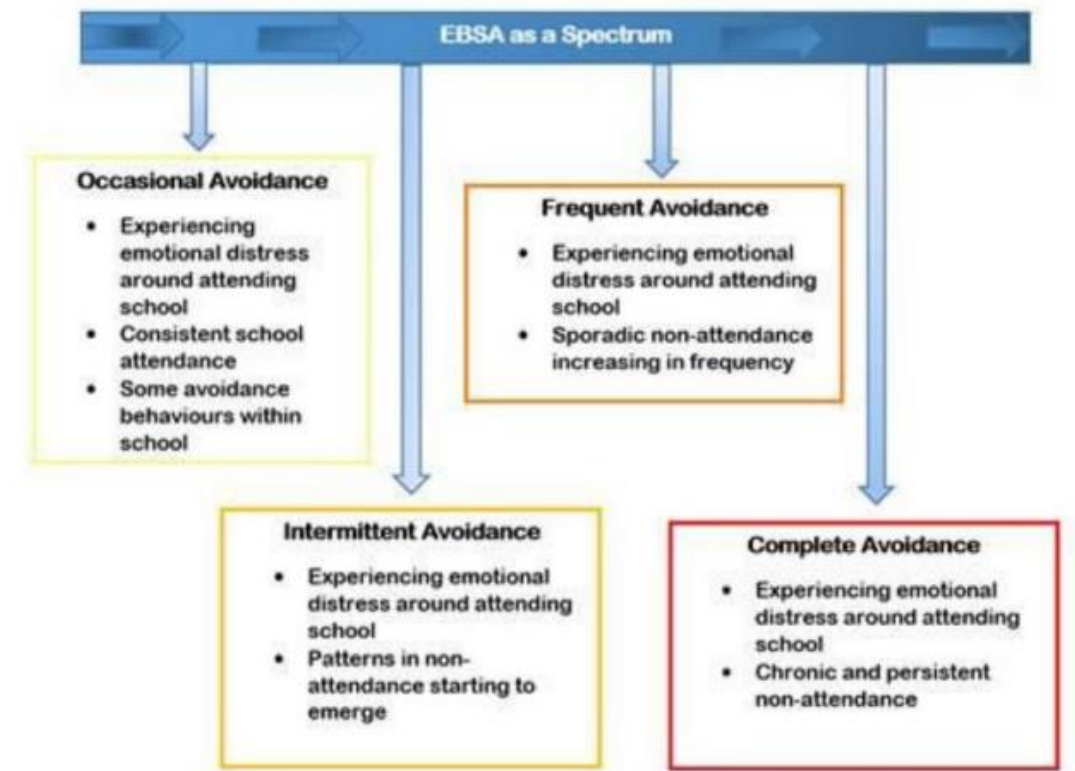 EBSA as a Spectrum
Occasional Avoidance
• Experiencing
emotional distress
around attending
school
• Consistent school
attendance
• Some avoidance
behaviours within
school
Intermittent Avoidance
• Experiencing emotional
distress around attending
school
• Patterns in non-
attendance starting to
emerge
Frequent Avoidance
• Experiencing emotional
distress around attending
school
• Sporadic non-attendance
increasing in frequency
Complete Avoidance
• Experiencing emotional
distress around attending
school
• Chronic and persistent
non-attendance